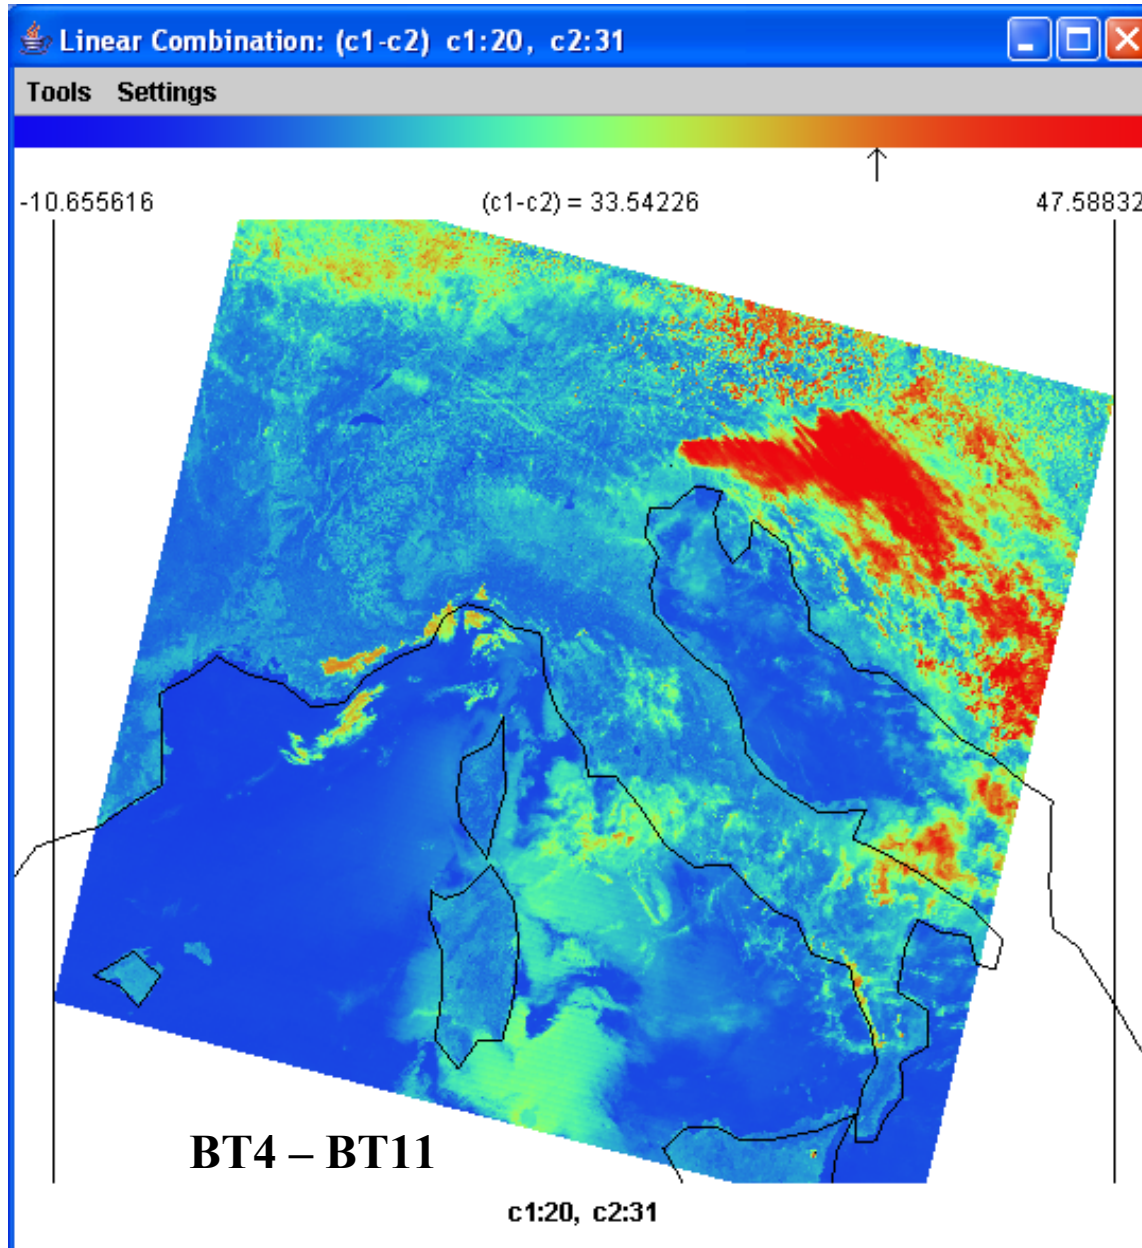 Linear Combination: (c1-c2) c1:20, c2:31
Tools Settings
-10.655616 (c1-c2) = 33.54226 47.58832
BT4 – BT11
c1:20, c2:31